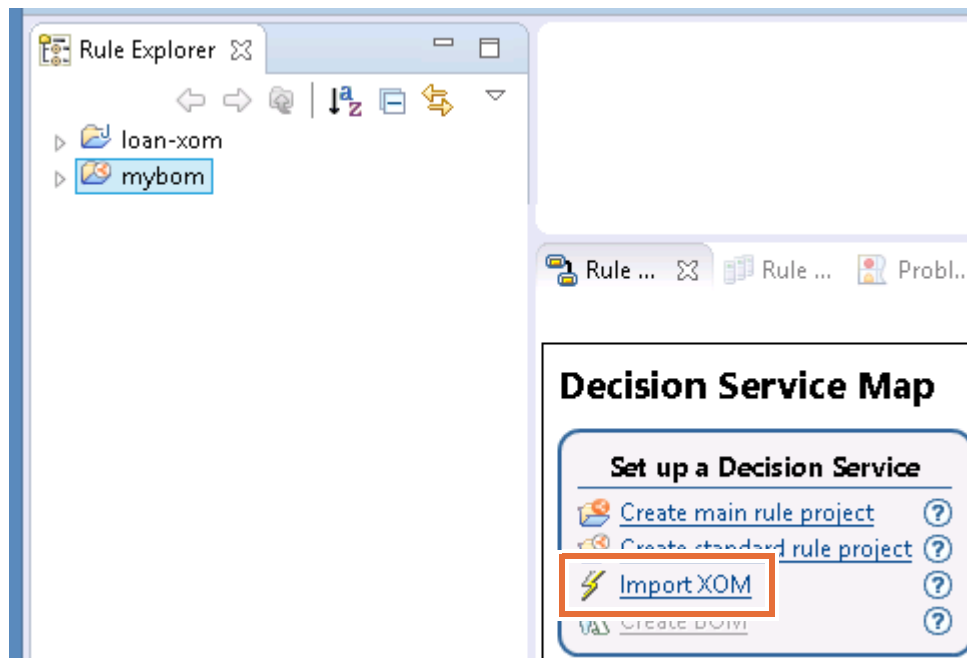 Rule Explorer
loan-xom
mybom
Rule ... Rule ... Probl..
Decision Service Map
Set up a Decision Service
Create main rule project ?
Create standard rule project ?
Import XOM ?
Create BOM ?